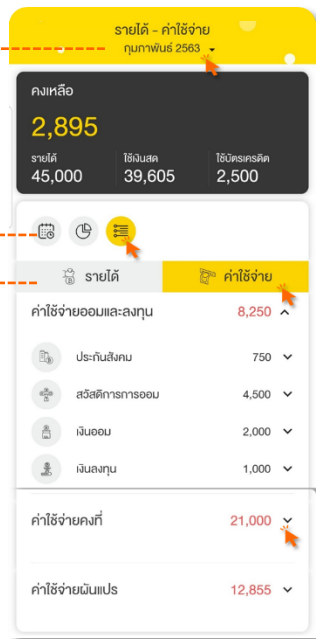 รายได้ - ค่าใช้จ่าย
กุมภาพันธ์ 2563
คงเหลือ
2,895
รายได้ ใช้เงินสด ใช้บัตรเครดิต
45,000 39,605 2,500
รายได้ ค่าใช้จ่าย
ค่าใช้จ่ายออมและลงทุน 8,250
ประกันสังคม 750
สวัสดิการการออม 4,500
เงินออม 2,000
เงินลงทุน 1,000
ค่าใช้จ่ายคงที่ 21,000
ค่าใช้จ่ายผันแปร 12,855